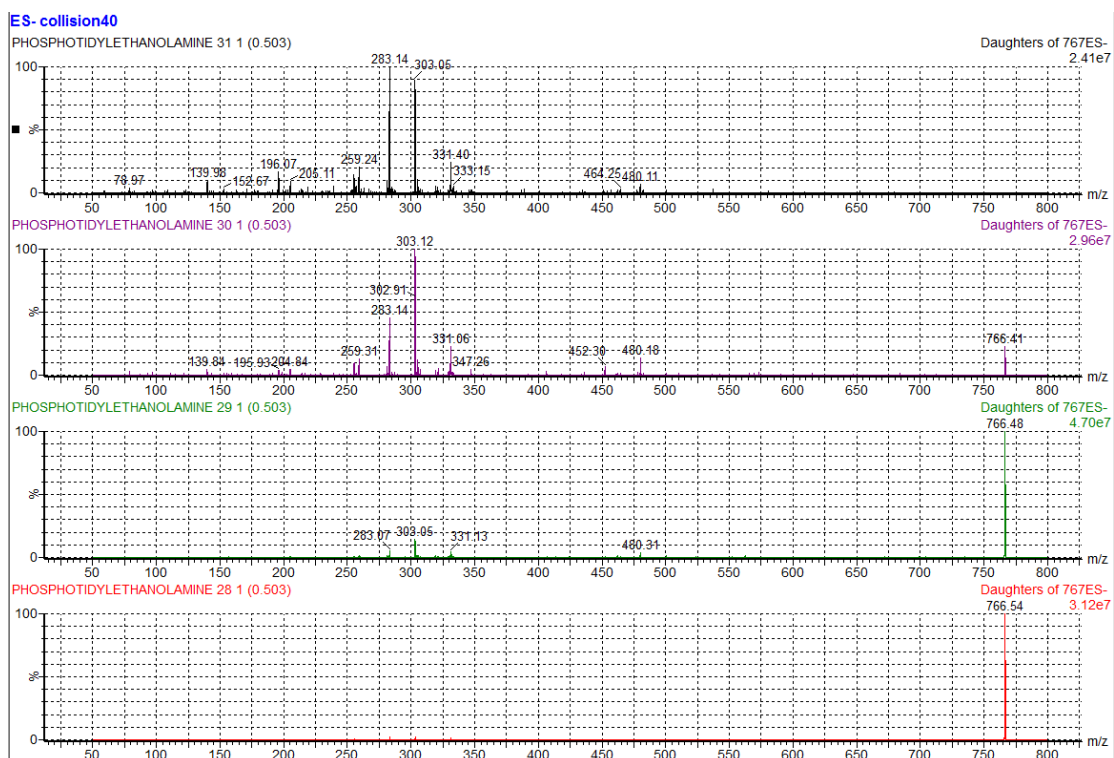 ES- collision40
PHOSPHOTIDYLETHANOLAMINE 31 1 (0.503)
Daughters of 767ES-
2.41e7
100
%
0
283.14
303.05
78.97
139.98
152.67
196.07
205.11
259.24
331.40
333.15
464.25
480.11
50 100 150 200 250 300 350 400 450 500 550 600 650 700 750 800 m/z
PHOSPHOTIDYLETHANOLAMINE 30 1 (0.503)
Daughters of 767ES-
2.96e7
100
%
0
303.12
302.91
283.14
139.84
195.93
204.84
259.31
331.06
347.26
452.30
480.18
766.41
50 100 150 200 250 300 350 400 450 500 550 600 650 700 750 800 m/z
PHOSPHOTIDYLETHANOLAMINE 29 1 (0.503)
Daughters of 767ES-
4.70e7
100
%
0
766.48
283.07
303.05
331.13
480.31
50 100 150 200 250 300 350 400 450 500 550 600 650 700 750 800 m/z
PHOSPHOTIDYLETHANOLAMINE 28 1 (0.503)
Daughters of 767ES-
3.12e7
100
%
0
766.54
50 100 150 200 250 300 350 400 450 500 550 600 650 700 750 800 m/z